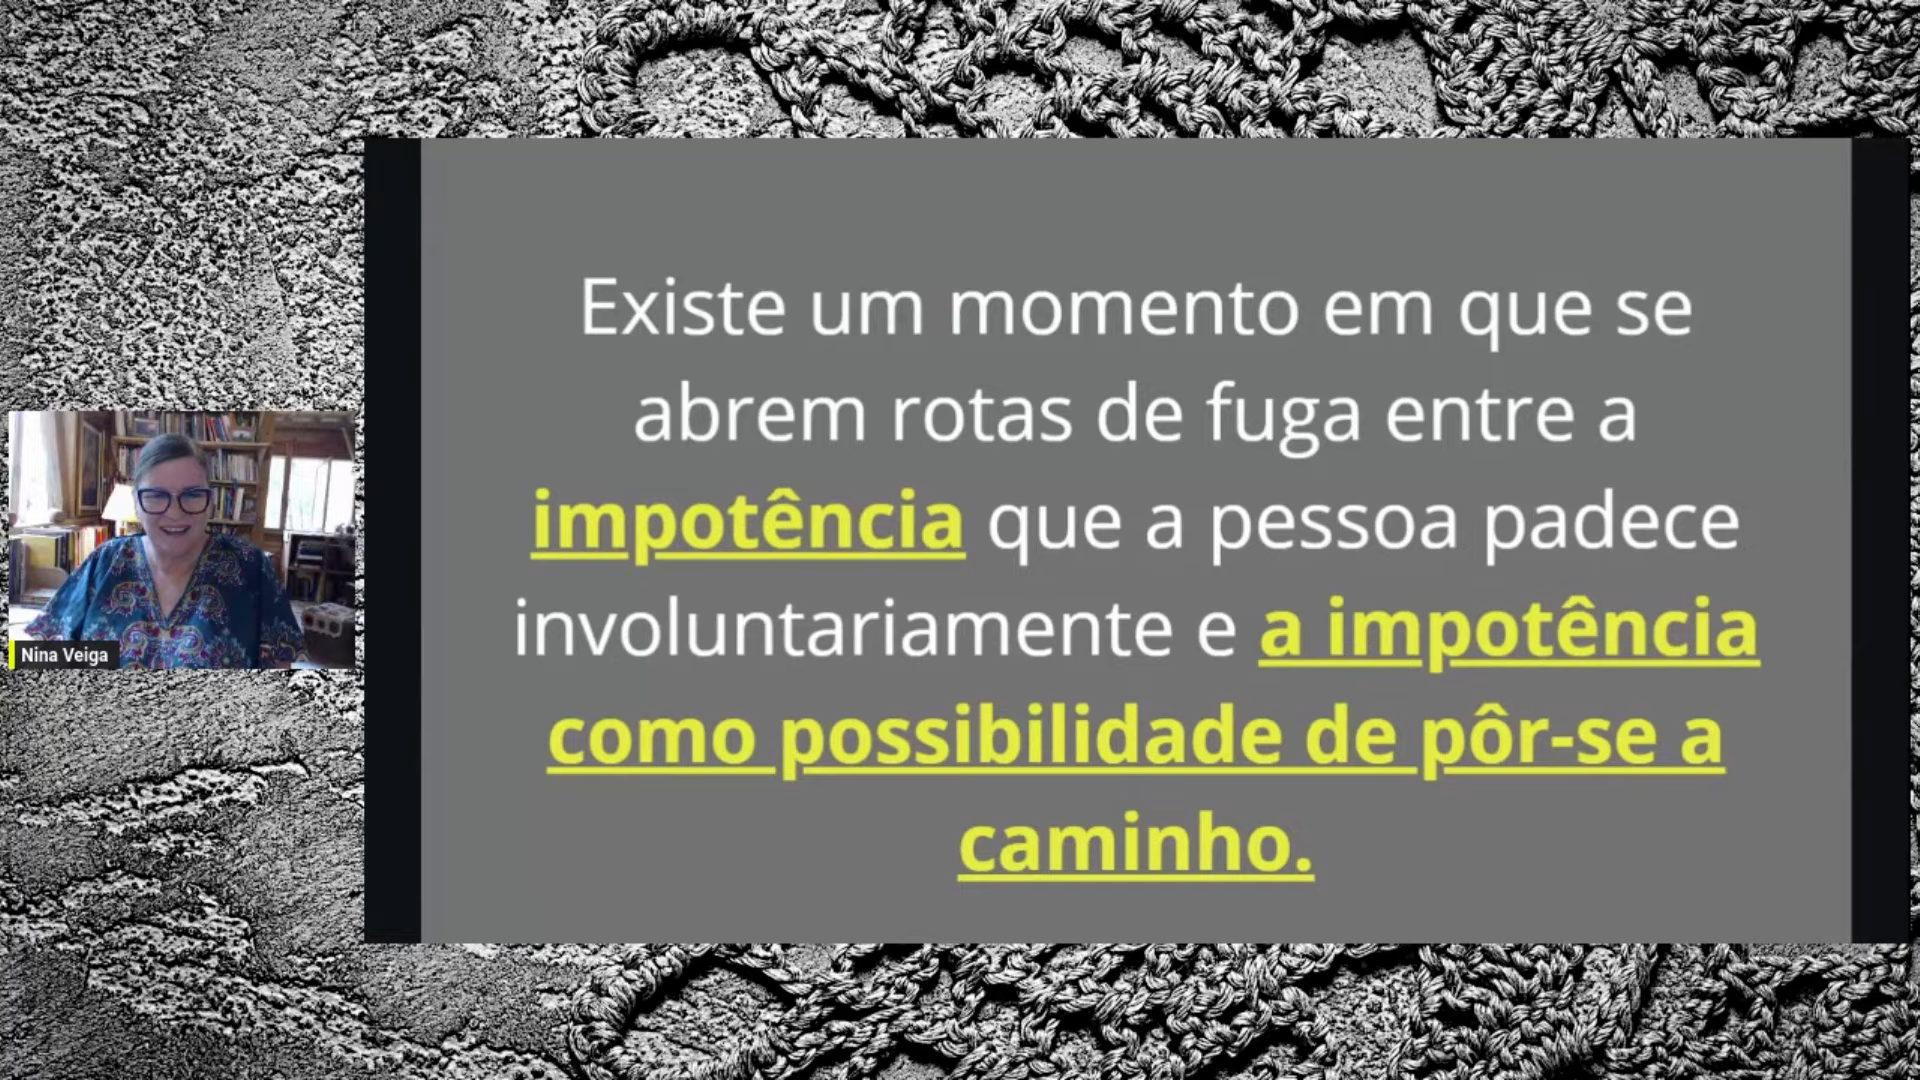 Existe um momento em que se
abrem rotas de fuga entre a
impotência que a pessoa padece
involuntariamente e a impotência
como possibilidade de pôr-se a
caminho.
Nina Veiga